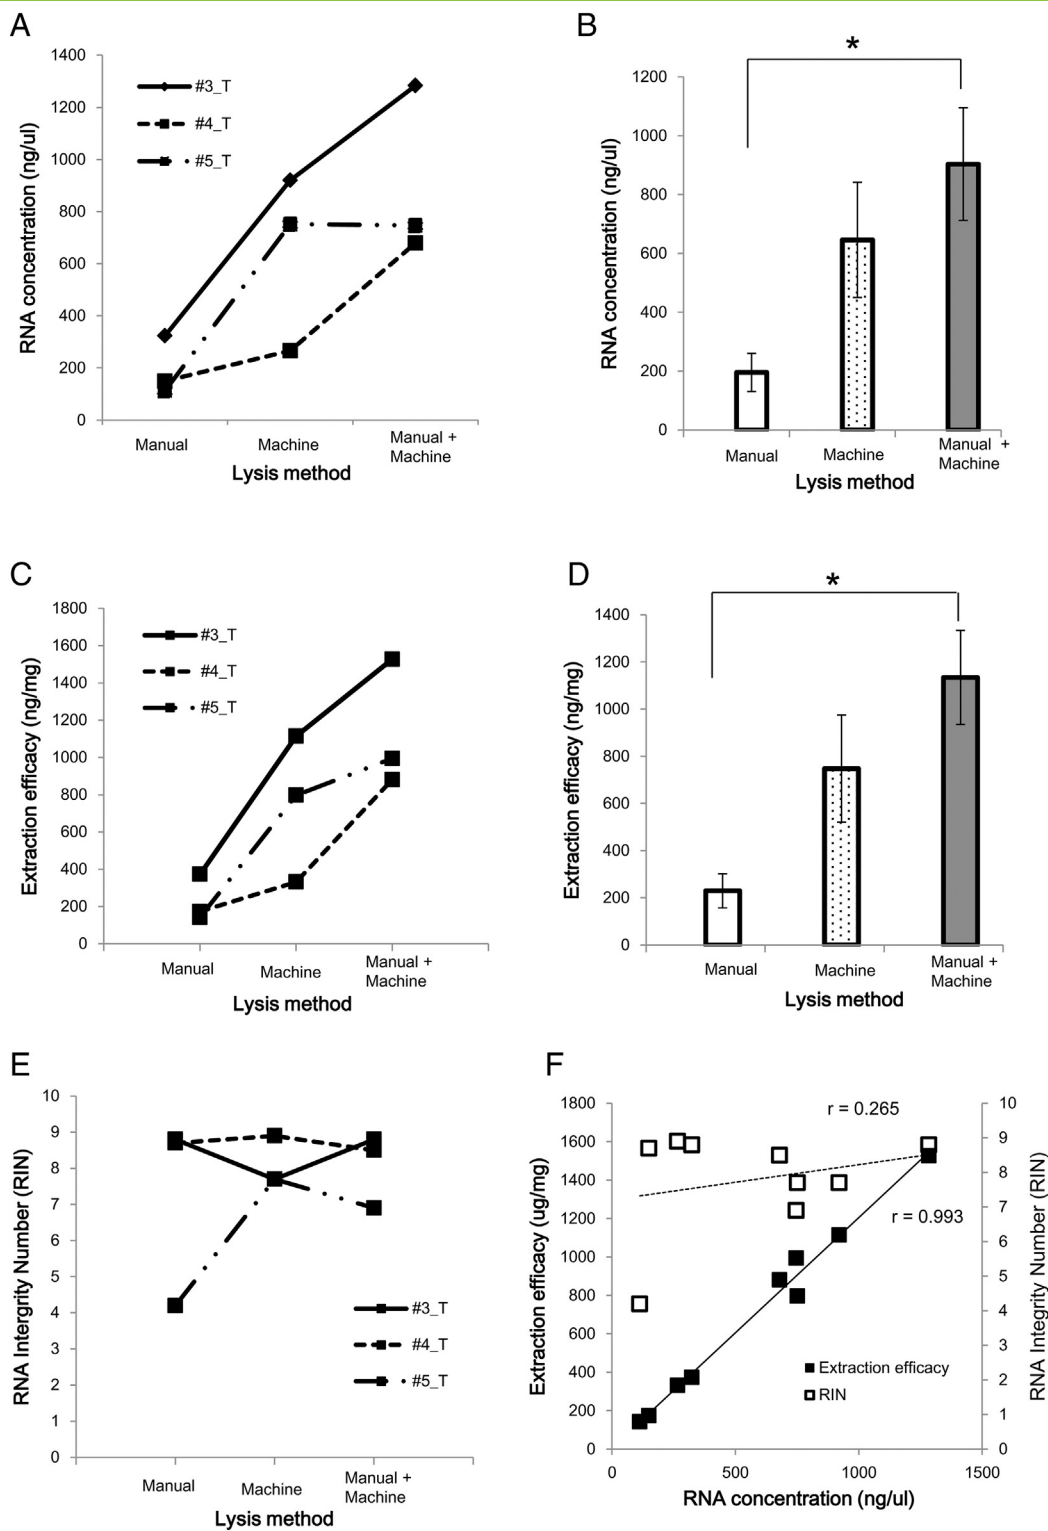 A
RNA concentration (ng/ul)
1400
1200
1000
800
600
400
200
0
#3_T
#4_T
#5_T
Manual
Machine
Manual +
Machine
Lysis method
B
*
RNA concentration (ng/ul)
1200
1000
800
600
400
200
0
Manual
Machine
Manual +
Machine
Lysis method
C
Extraction efficacy (ng/mg)
1800
1600
1400
1200
1000
800
600
400
200
0
#3_T
#4_T
#5_T
Manual
Machine
Manual +
Machine
Lysis method
D
*
Extraction efficacy (ng/mg)
1400
1200
1000
800
600
400
200
0
Manual
Machine
Manual +
Machine
Lysis method
E
RNA Intergrity Number (RIN)
10
9
8
7
6
5
4
3
2
1
0
#3_T
#4_T
#5_T
Manual
Machine
Manual +
Machine
Lysis method
F
Extraction efficacy (ug/mg)
1800
1600
1400
1200
1000
800
600
400
200
0
r = 0.265
r = 0.993
Extraction efficacy
RIN
10
9
8
7
6
5
4
3
2
1
0
RNA Integrity Number (RIN)
0
500
1000
1500
RNA concentration (ng/ul)